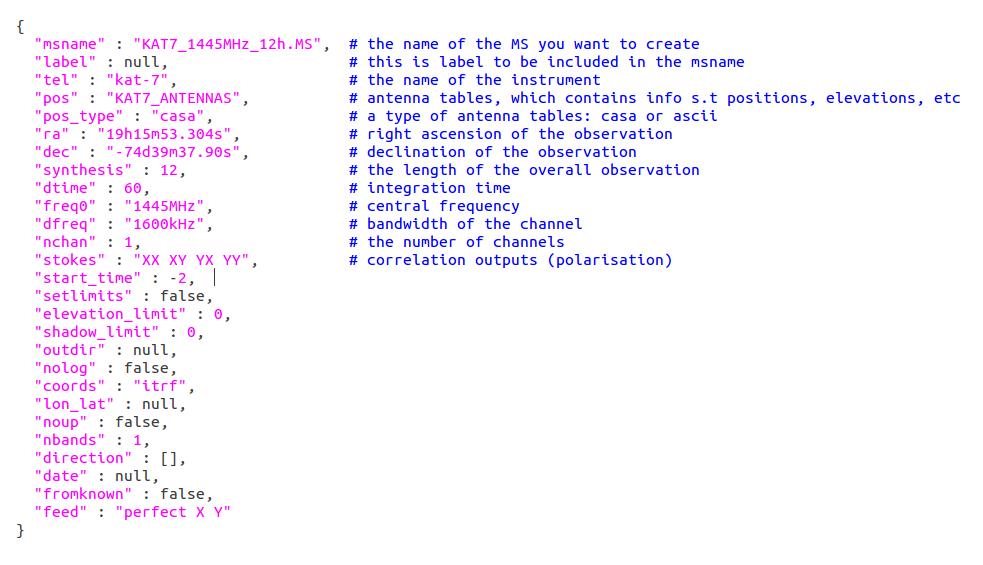 {
"msname" : "KAT7_1445MHz_12h.MS", # the name of the MS you want to create
"label" : null, # this is label to be included in the msname
"tel" : "kat-7", # the name of the instrument
"pos" : "KAT7_ANTENNAS", # antenna tables, which contains info s.t positions, elevations, etc
"pos_type" : "casa", # a type of antenna tables: casa or ascii
"ra" : "19h15m53.304s", # right ascension of the observation
"dec" : "-74d39m37.90s", # declination of the observation
"synthesis" : 12, # the length of the overall observation
"dtime" : 60, # integration time
"freq0" : "1445MHz", # central frequency
"dfreq" : "1600kHz", # bandwidth of the channel
"nchan" : 1, # the number of channels
"stokes" : "XX XY YX YY", # correlation outputs (polarisation)
"start_time" : -2,
"setlimits" : false,
"elevation_limit" : 0,
"shadow_limit" : 0,
"outdir" : null,
"nolog" : false,
"coords" : "itrf",
"lon_lat" : null,
"noup" : false,
"nbands" : 1,
"direction" : [],
"date" : null,
"fromknown" : false,
"feed" : "perfect X Y"
}